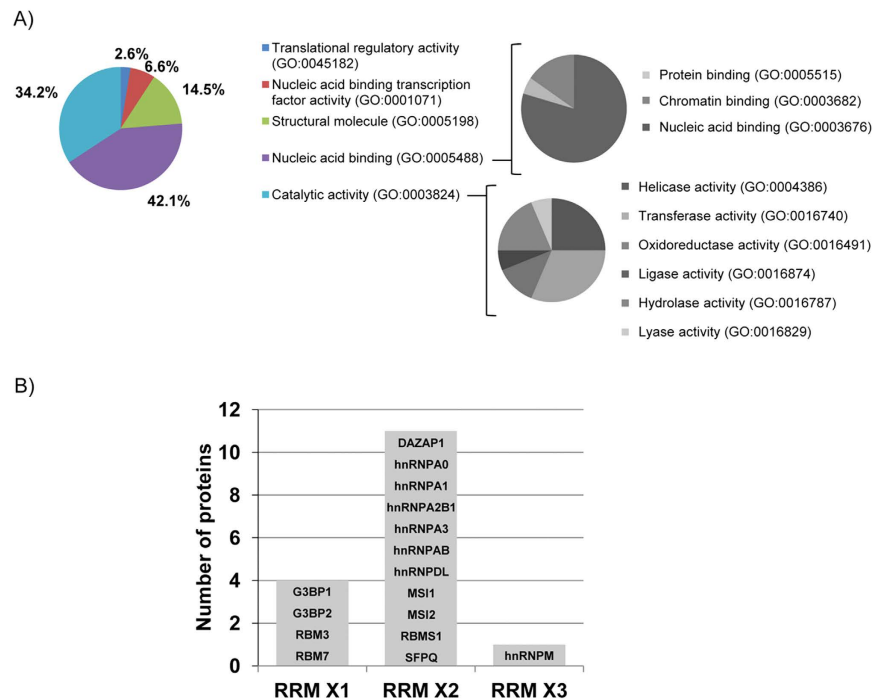 A)
2.6%
6.6%
14.5%
34.2%
42.1%
Translational regulatory activity
(GO:0045182)
Nucleic acid binding transcription
factor activity (GO:0001071)
Structural molecule (GO:0005198)
Nucleic acid binding (GO:0005488)
Catalytic activity (GO:0003824)
Protein binding (GO:0005515)
Chromatin binding (GO:0003682)
Nucleic acid binding (GO:0003676)
Helicase activity (GO:0004386)
Transferase activity (GO:0016740)
Oxidoreductase activity (GO:0016491)
Ligase activity (GO:0016874)
Hydrolase activity (GO:0016787)
Lyase activity (GO:0016829)
B)
Number of proteins
12
10
8
6
4
2
0
G3BP1
G3BP2
RBM3
RBM7
DAZAP1
hnRNPA0
hnRNPA1
hnRNPA2B1
hnRNPA3
hnRNPAB
hnRNPDL
MSI1
MSI2
RBMS1
SFPQ
hnRNPM
RRM X1
RRM X2
RRM X3